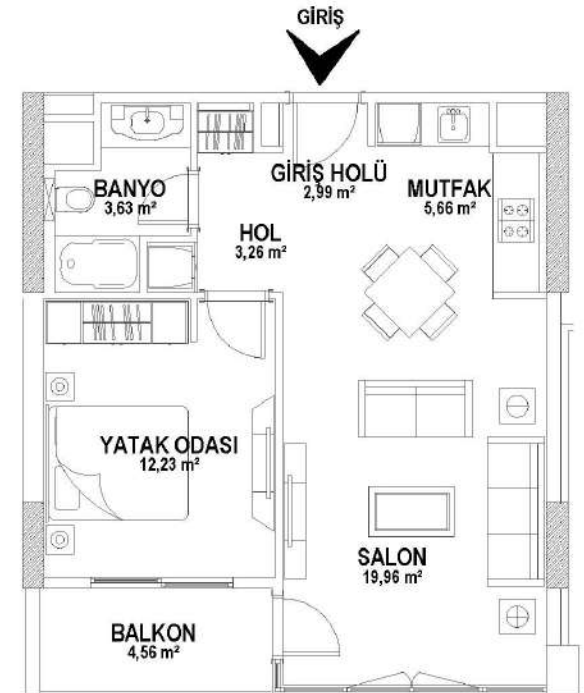 GİRİŞ
BANYO
3,63 m²
GİRİŞ HOLÜ
2,99 m²
MUTFAK
5,66 m²
HOL
3,26 m²
YATAK ODASI
12,23 m²
SALON
19,96 m²
BALKON
4,56 m²